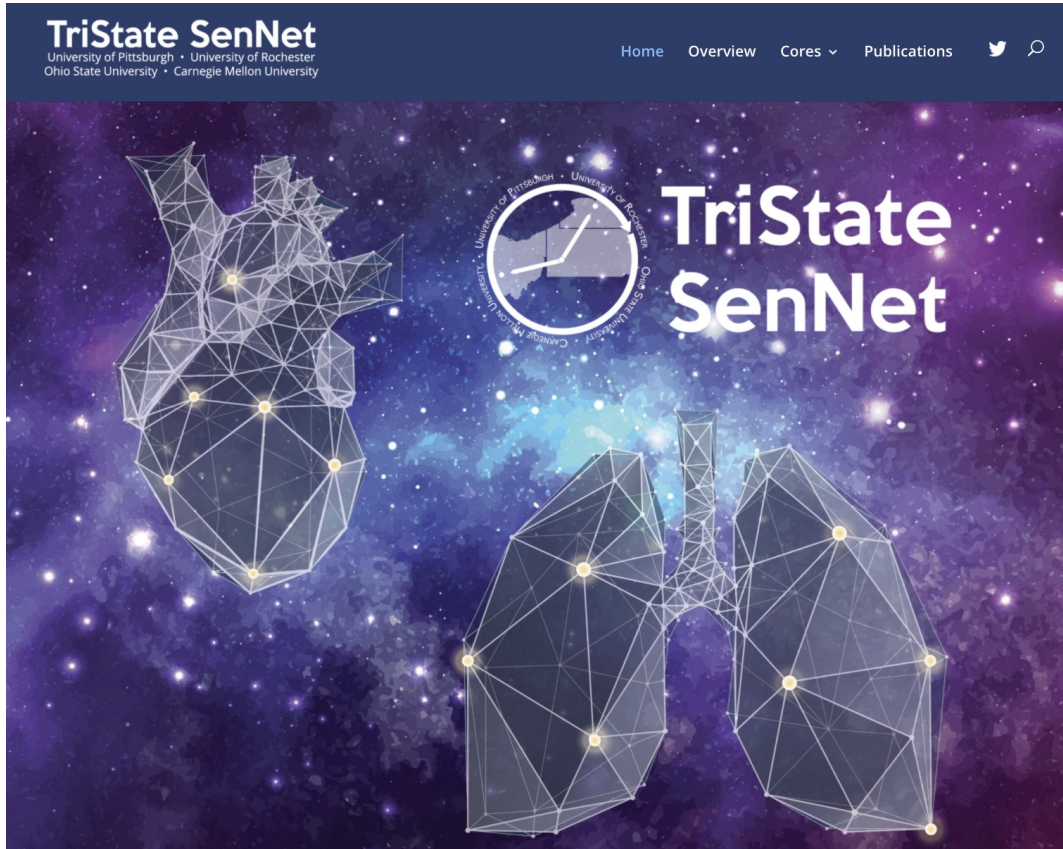 TriState SenNet
University of Pittsburgh • University of Rochester
Ohio State University • Carnegie Mellon University
Home Overview Cores Publications
University of Pittsburgh • University of Rochester • Ohio State University • Carnegie Mellon University •
TriState
SenNet